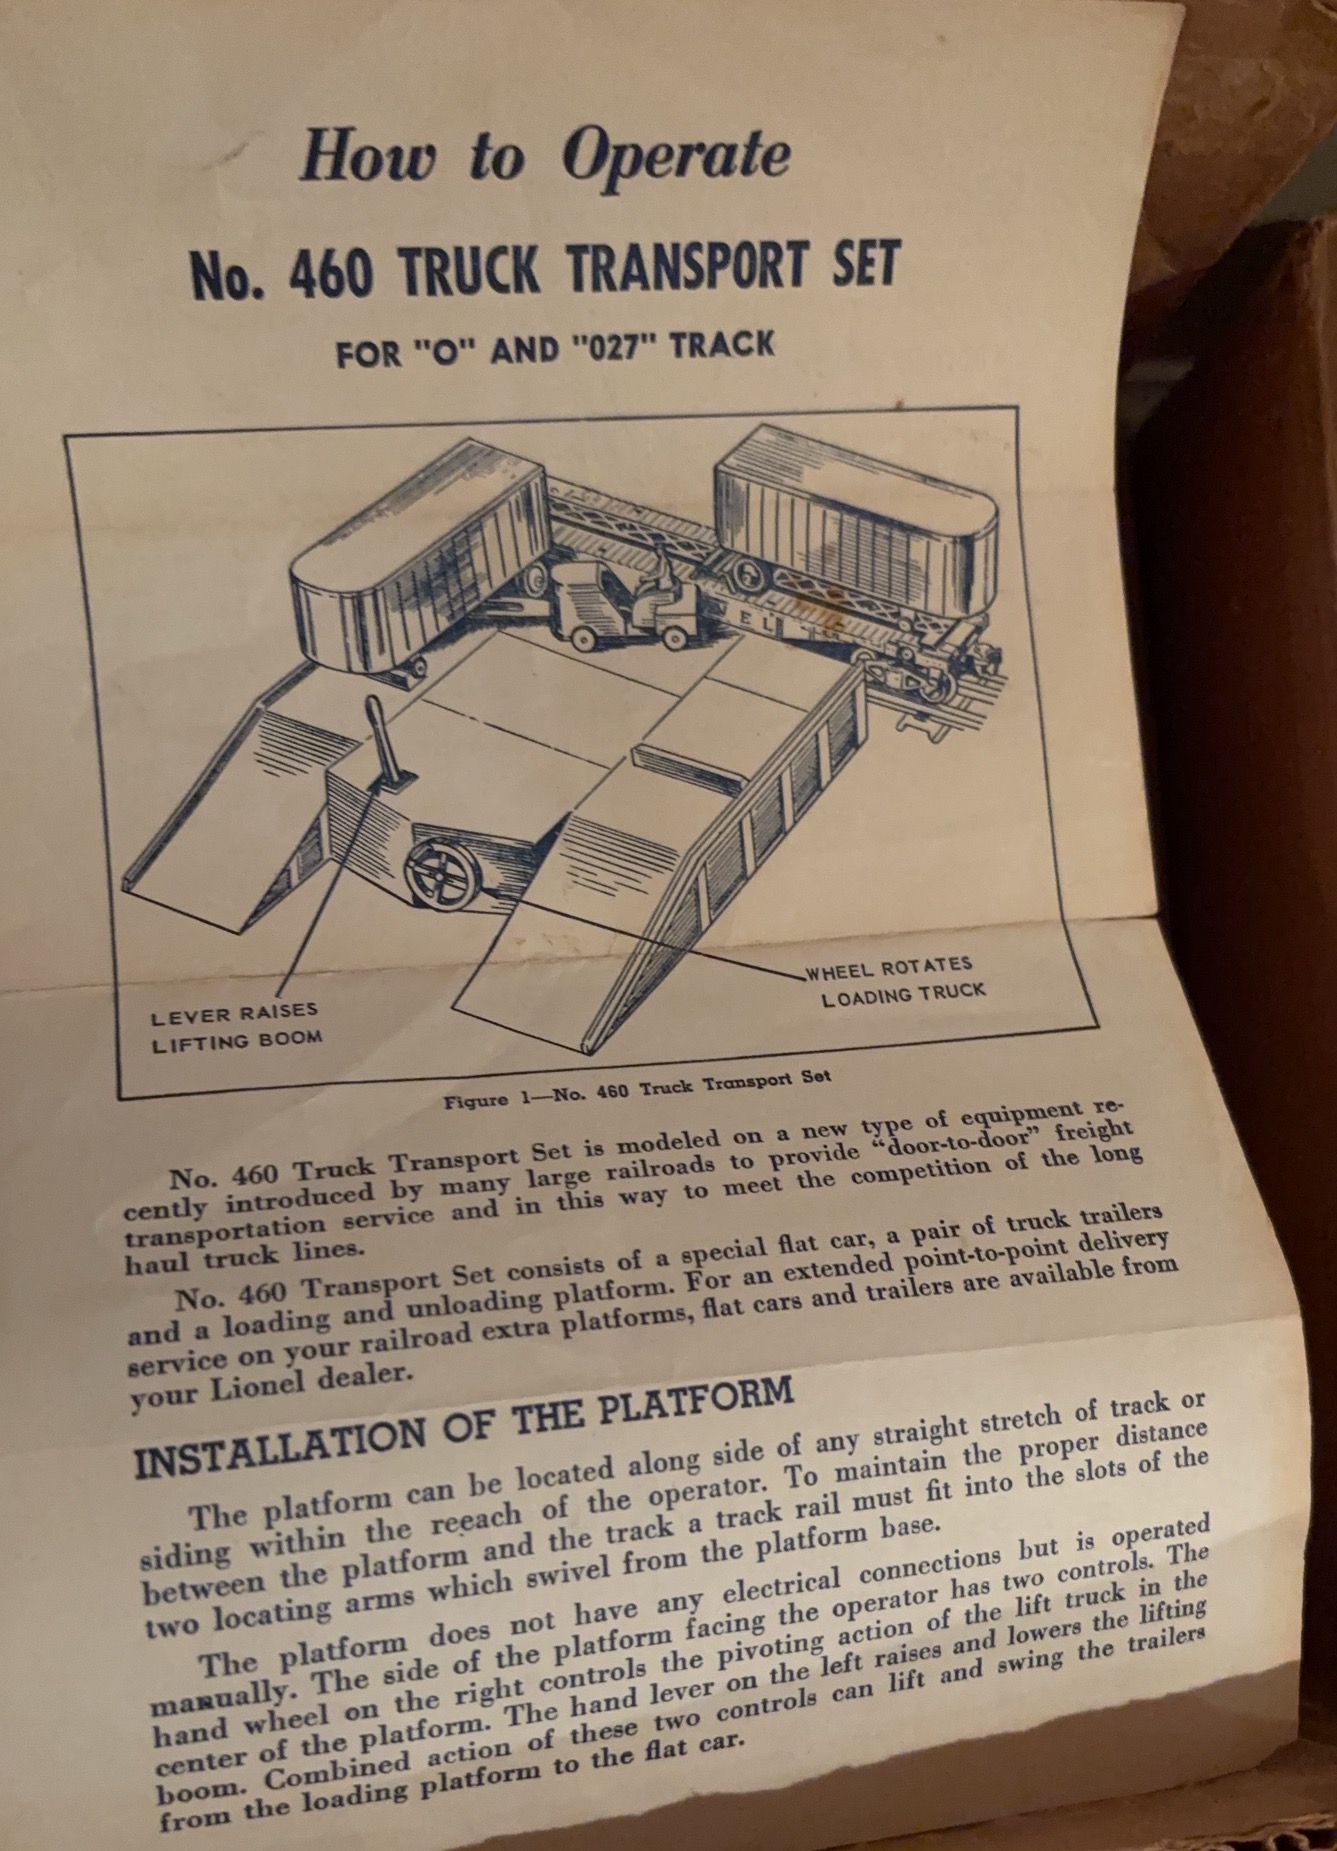 How to Operate
No. 460 TRUCK TRANSPORT SET
FOR "O" AND "027" TRACK
E L
LEVER RAISES
LIFTING BOOM
WHEEL ROTATES
LOADING TRUCK
Figure 1—No. 460 Truck Transport Set
No. 460 Truck Transport Set is modeled on a new type of equipment re-
cently introduced by many large railroads to provide “door-to-door” freight
transportation service and in this way to meet the competition of the long
haul truck lines.
No. 460 Transport Set consists of a special flat car, a pair of truck trailers
and a loading and unloading platform. For an extended point-to-point delivery
service on your railroad extra platforms, flat cars and trailers are available from
your Lionel dealer.
INSTALLATION OF THE PLATFORM
The platform can be located along side of any straight stretch of track or
siding within the reeach of the operator. To maintain the proper distance
between the platform and the track a track rail must fit into the slots of the
two locating arms which swivel from the platform base.
The platform does not have any electrical connections but is operated
manually. The side of the platform facing the operator has two controls. The
hand wheel on the right controls the pivoting action of the lift truck in the
center of the platform. The hand lever on the left raises and lowers the lifting
boom. Combined action of these two controls can lift and swing the trailers
from the loading platform to the flat car.